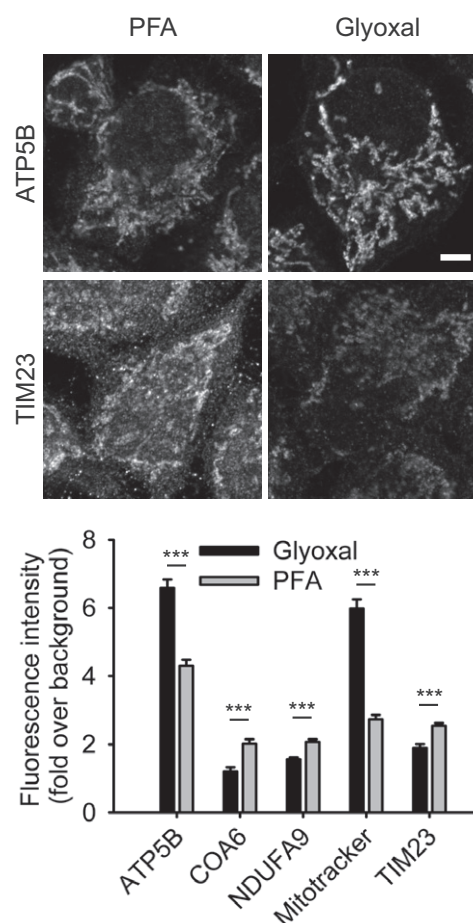 PFA Glyoxal
ATP5B
TIM23
Fluorescence intensity
(fold over background)
8
6
4
2
0
Glyoxal
PFA
***
***
***
***
***
ATP5B
COA6
NDUFA9
Mitotracker
TIM23